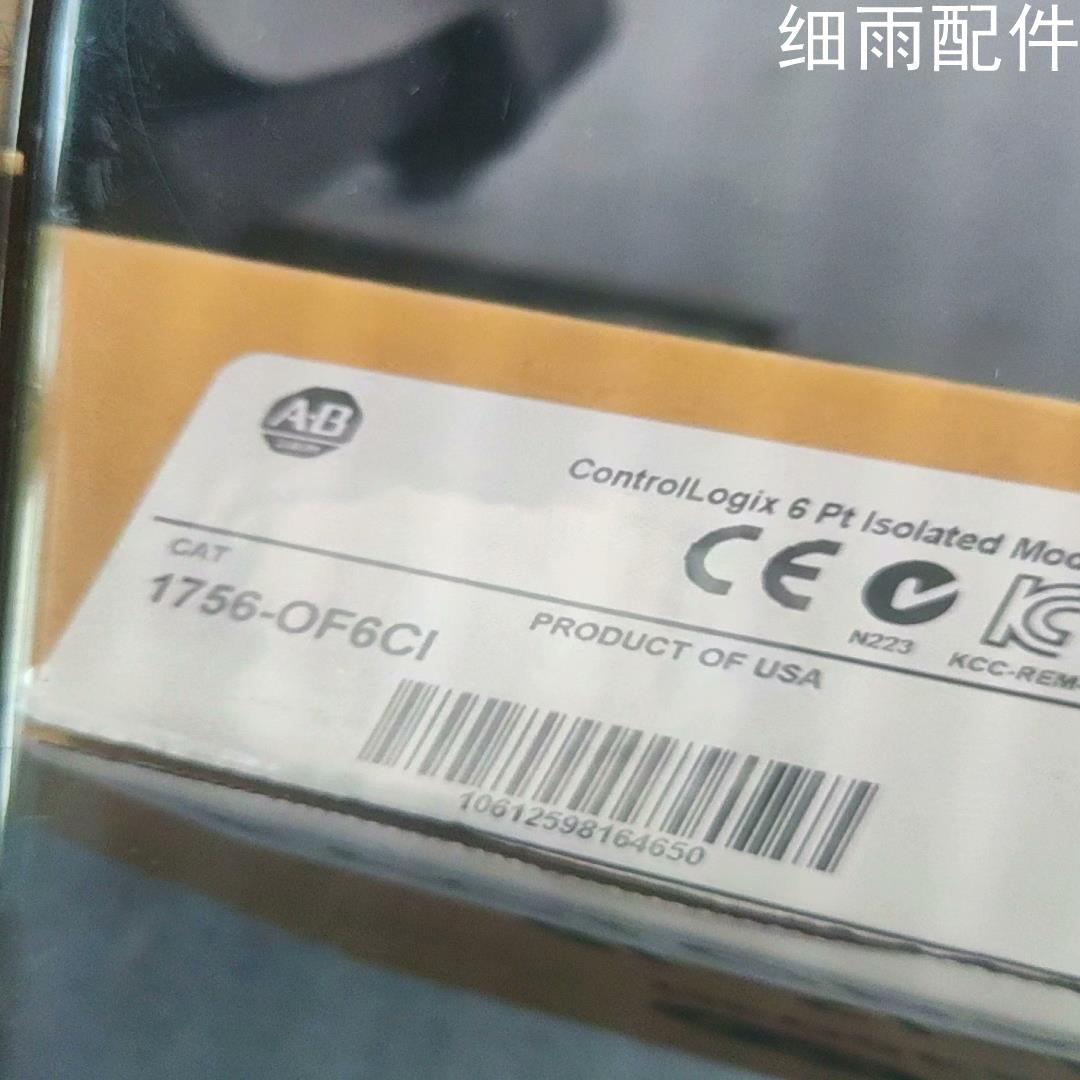 细雨配件
A-B
ControlLogix 6 Pt Isolated Mod
CE
N223
KCC-REM-
CAT
1756-OF6CI
PRODUCT OF USA
10612598164650